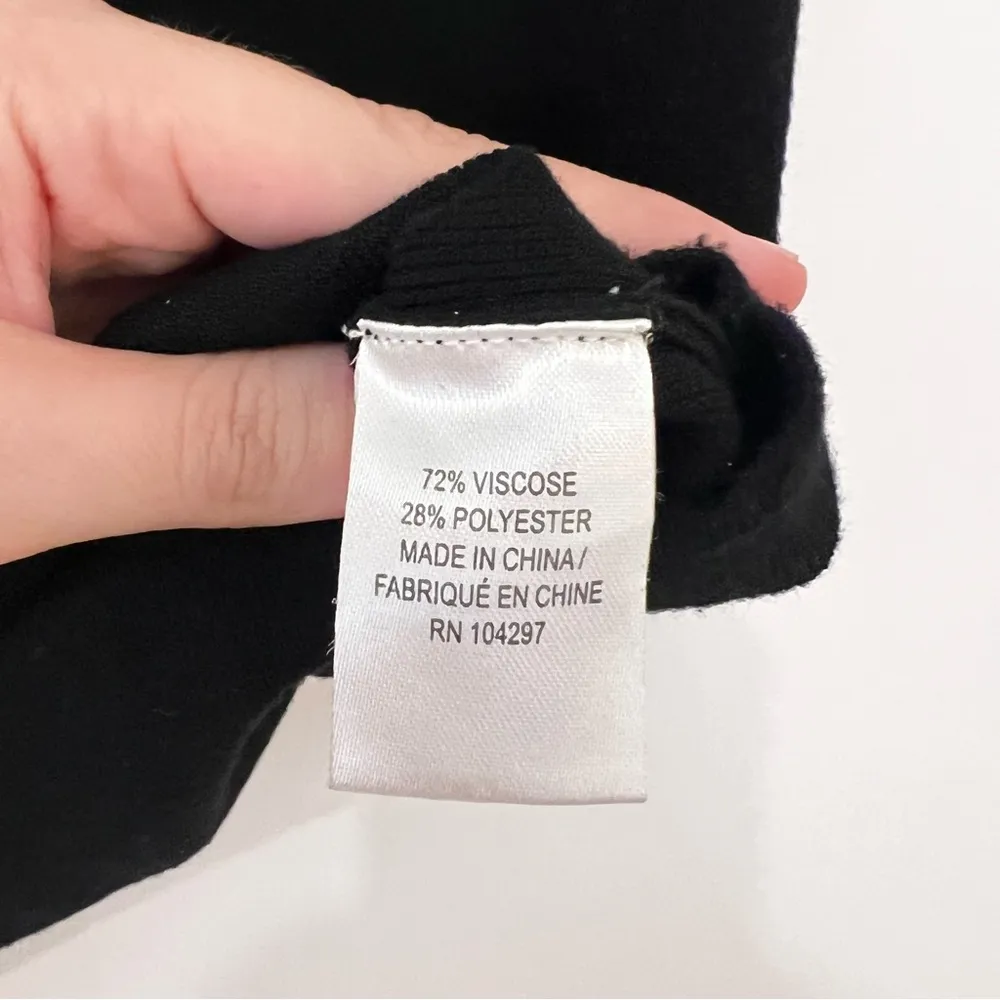 72% VISCOSE
28% POLYESTER
MADE IN CHINA/
FABRIQUÉ EN CHINE
RN 104297